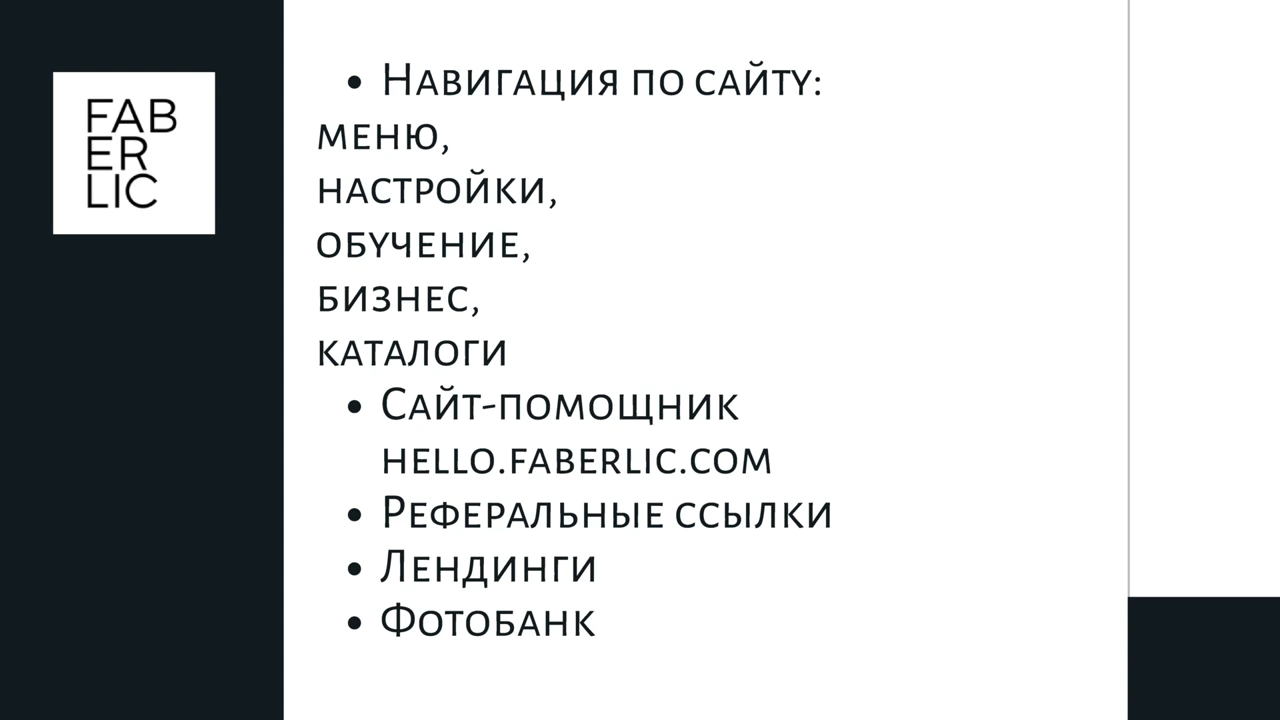 FAB
ER
LIC
• Навигация по сайту:
меню,
настройки,
обучение,
бизнес,
каталоги
• Сайт-помощник
hello.faberlic.com
• Реферальные ссылки
• Лендинги
• Фотобанк